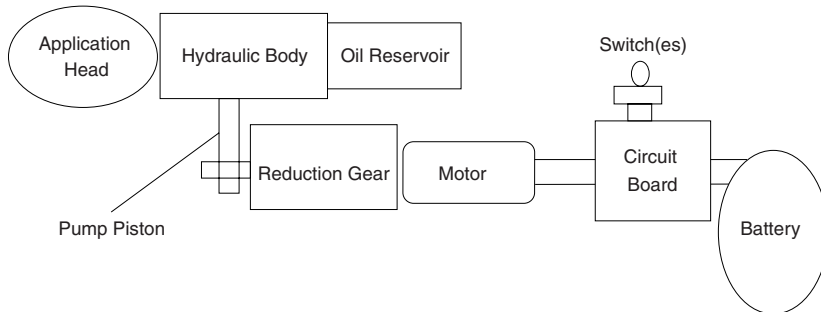 Application
Head
Hydraulic Body
Oil Reservoir
Switch(es)
Reduction Gear
Motor
Circuit
Board
Pump Piston
Battery